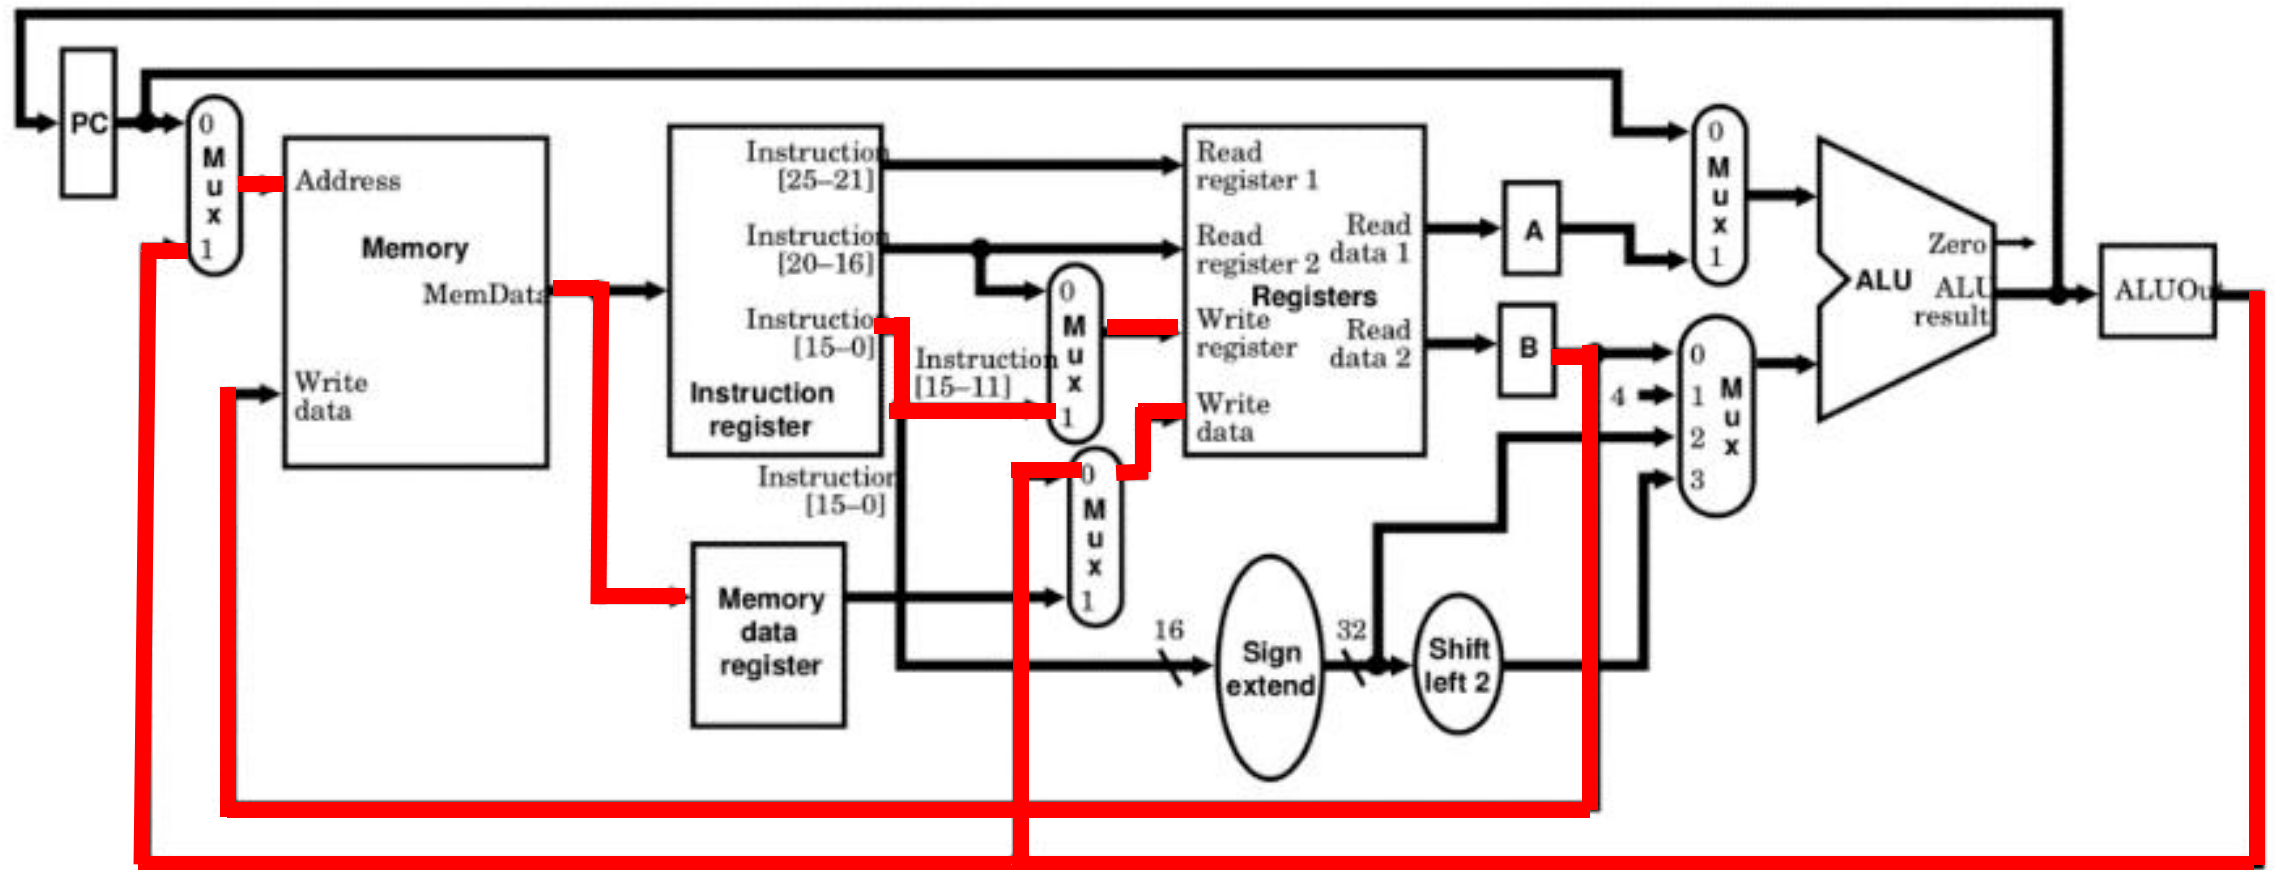 PC
0
M
u
x
1
Address
Memory
MemData
Write
data
Instruction
[25–21]
Instruction
[20–16]
Instructio
[15–0]
Instruction
register
Instruction
[15–0]
Instruction
[15–11]
Memory
data
register
0
M
u
x
1
0
M
u
x
1
Read
register 1
Read
register 2
Registers
Write
register
Write
data
Read
data 1
Read
data 2
16
Sign
extend
32
Shift
left 2
A
B
4
0
M
u
x
1
0
1
2
3
M
u
x
ALU
Zero
ALU
result
ALUOut